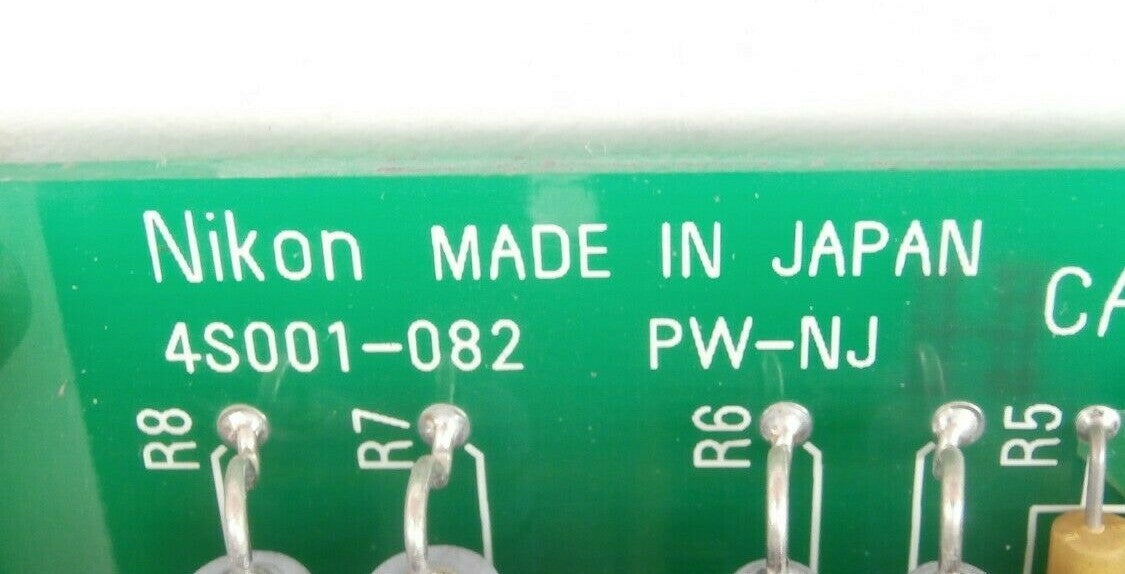 Nikon MADE IN JAPAN
4S001-082 PW-NJ
R8 R7 R6 R5